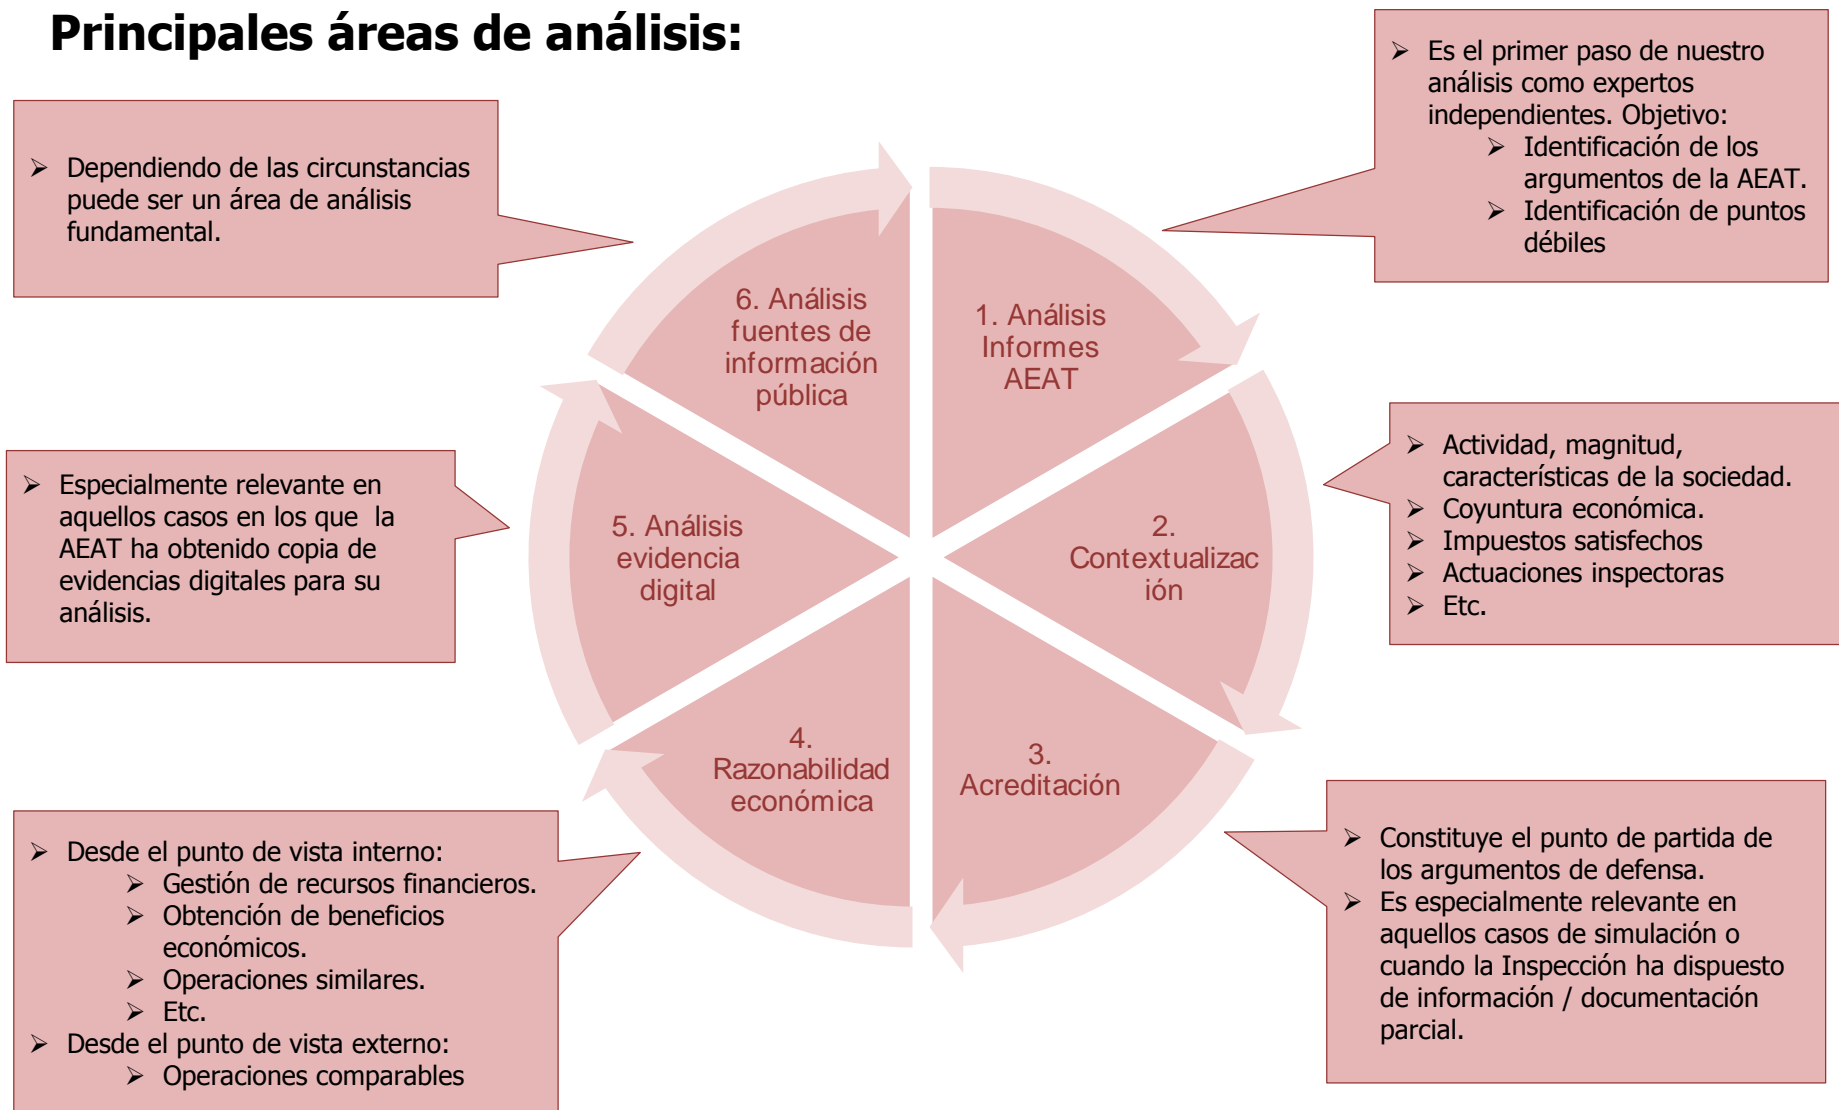 Principales áreas de análisis:
➢ Es el primer paso de nuestro
análisis como expertos
independientes. Objetivo:
➢ Identificación de los
argumentos de la AEAT.
➢ Identificación de puntos
débiles
➢ Dependiendo de las circunstancias
puede ser un área de análisis
fundamental.
6. Análisis
fuentes de
información
pública
1. Análisis
Informes
AEAT
➢ Actividad, magnitud,
características de la sociedad.
➢ Coyuntura económica.
➢ Impuestos satisfechos
➢ Actuaciones inspectoras
➢ Etc.
➢ Especialmente relevante en
aquellos casos en los que  la
AEAT ha obtenido copia de
evidencias digitales para su
análisis.
5. Análisis
evidencia
digital
2.
Contextualizac
ión
4.
Razonabilidad
económica
3.
Acreditación
➢ Desde el punto de vista interno:
➢ Gestión de recursos financieros.
➢ Obtención de beneficios
económicos.
➢ Operaciones similares.
➢ Etc.
➢ Desde el punto de vista externo:
➢ Operaciones comparables
➢ Constituye el punto de partida de
los argumentos de defensa.
➢ Es especialmente relevante en
aquellos casos de simulación o
cuando la Inspección ha dispuesto
de información / documentación
parcial.